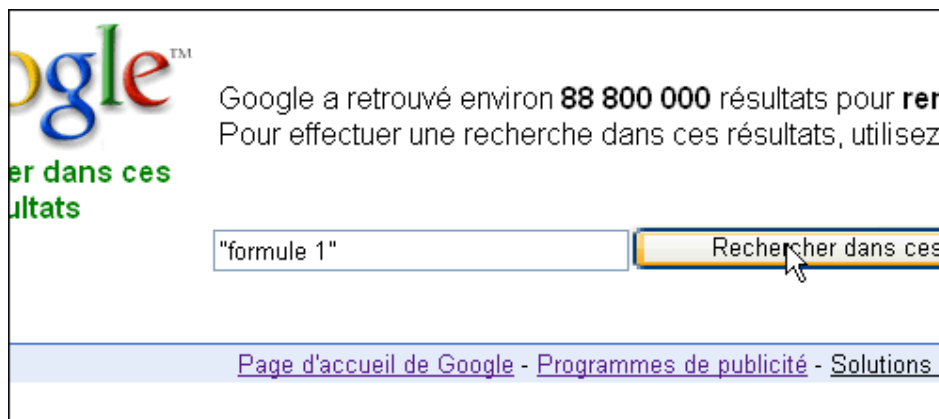 ogle™
Google a retrouvé environ 88 800 000 résultats pour
Pour effectuer une recherche dans ces résultats, utilisez
er dans ces
ultats
"formule 1"
Rechercher dans ces
Page d'accueil de Google - Programmes de publicité - Solutions